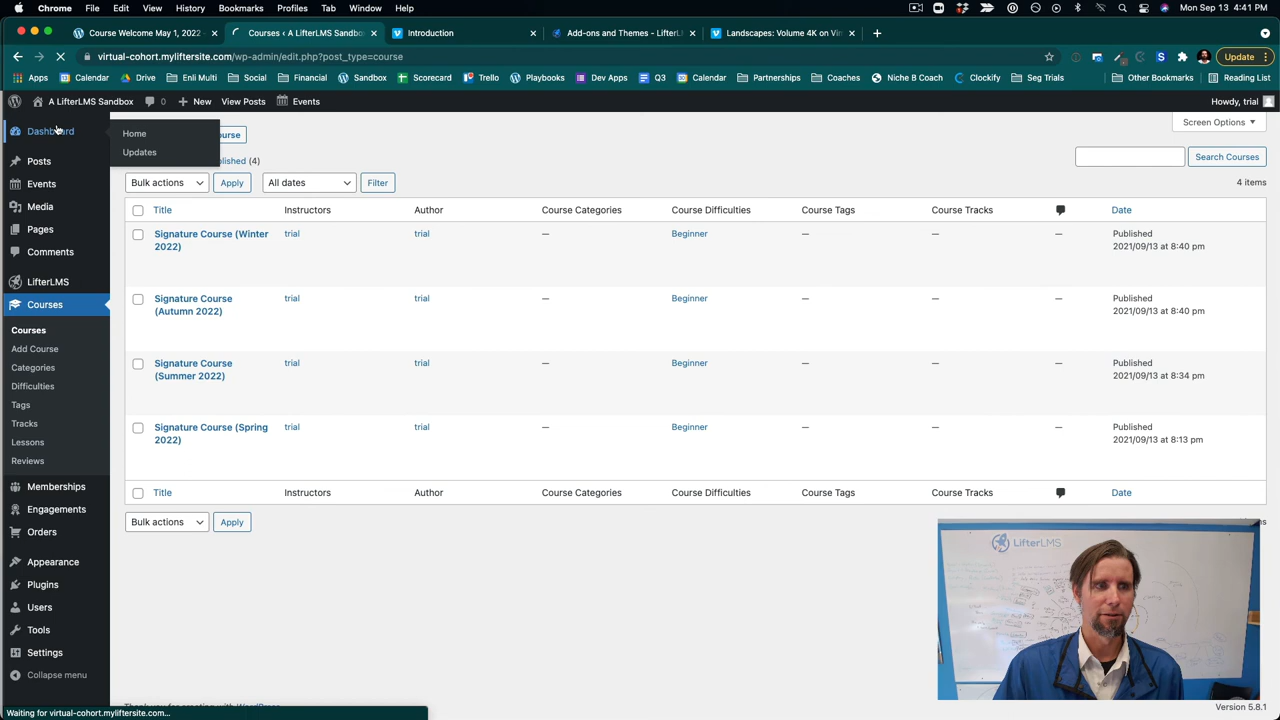 Chrome File Edit View History Bookmarks Profiles Tab Window Help Mon Sep 13 4:41 PM
Course Welcome May 1, 2022 - Courses ‹ A LifterLMS Sandbo Introduction Add-ons and Themes - LifterL Landscapes: Volume 4K on Vim
virtual-cohort.myliftersite.com/wp-admin/edit.php?post_type=course Update
Apps Calendar Drive Enli Multi Social Financial Sandbox Scorecard Trello Playbooks Dev Apps Q3 Calendar Partnerships Coaches Niche B Coach Clockify Seg Trials Other Bookmarks Reading List
A LifterLMS Sandbox 0 New View Posts Events Howdy, trial
Dashboard
Home
Updates
ourse
Screen Options
Posts
blished (4)
Search Courses
Events
Bulk actions Apply All dates Filter 4 items
Media
Pages
Comments
LifterLMS
Courses
Courses
Add Course
Categories
Difficulties
Tags
Tracks
Lessons
Reviews
Memberships
Engagements
Orders
Appearance
Plugins
Users
Tools
Settings
Collapse menu
Title Instructors Author Course Categories Course Difficulties Course Tags Course Tracks Date
Signature Course (Winter trial trial — Beginner — — — Published
2022) 2021/09/13 at 8:40 pm
Signature Course trial trial — Beginner — — — Published
(Autumn 2022) 2021/09/13 at 8:40 pm
Signature Course trial trial — Beginner — — — Published
(Summer 2022) 2021/09/13 at 8:34 pm
Signature Course (Spring trial trial — Beginner — — — Published
2022) 2021/09/13 at 8:13 pm
Title Instructors Author Course Categories Course Difficulties Course Tags Course Tracks Date
Bulk actions Apply
LifterLMS
Waiting for virtual-cohort.myliftersite.com...
Version 5.8.1